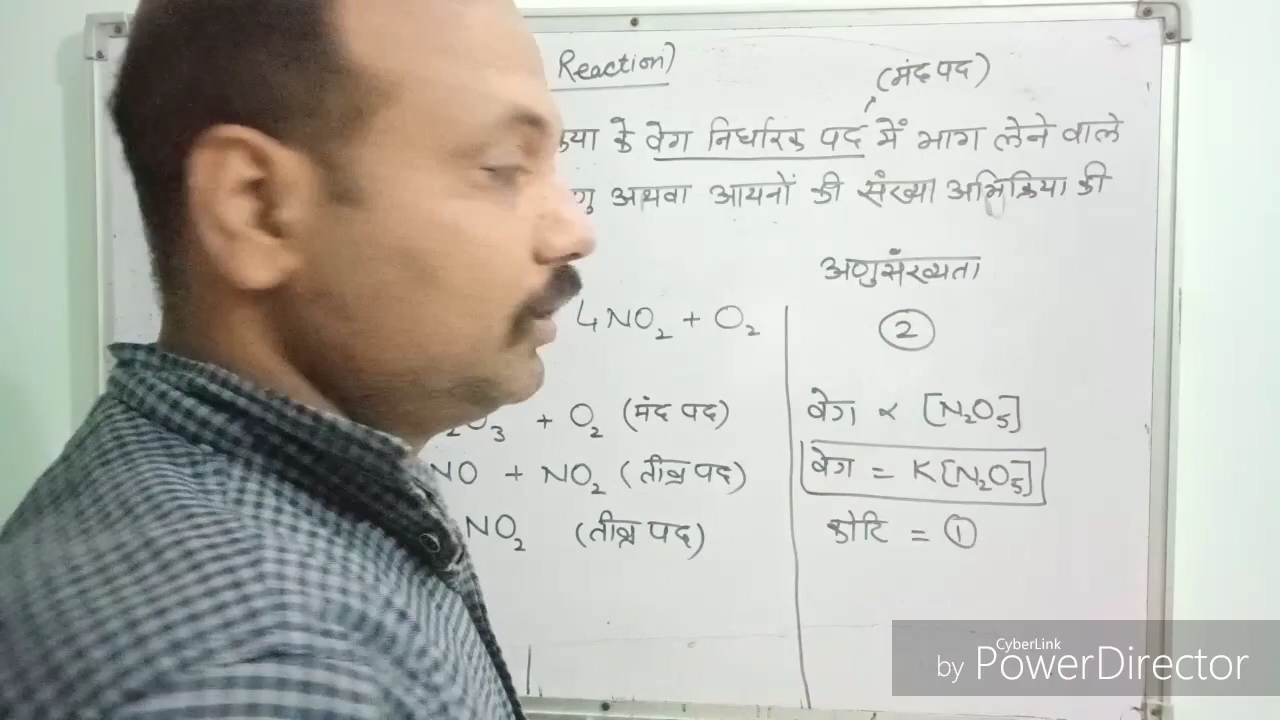 Reaction)
(मंद पद)
के वेग निर्धारक पद में भाग लेने वाले
अथवा आयनों की संख्या अभिक्रिया की
अणुसंख्यता
4NO₂ + O₂
②
O₃ + O₂ (मंद पद)
वेग ∝ [N₂O₅]
NO + NO₂ (तीव्र पद)
वेग = K[N₂O₅]
NO₂ (तीव्र पद)
कोटि = ①
CyberLink
by PowerDirector